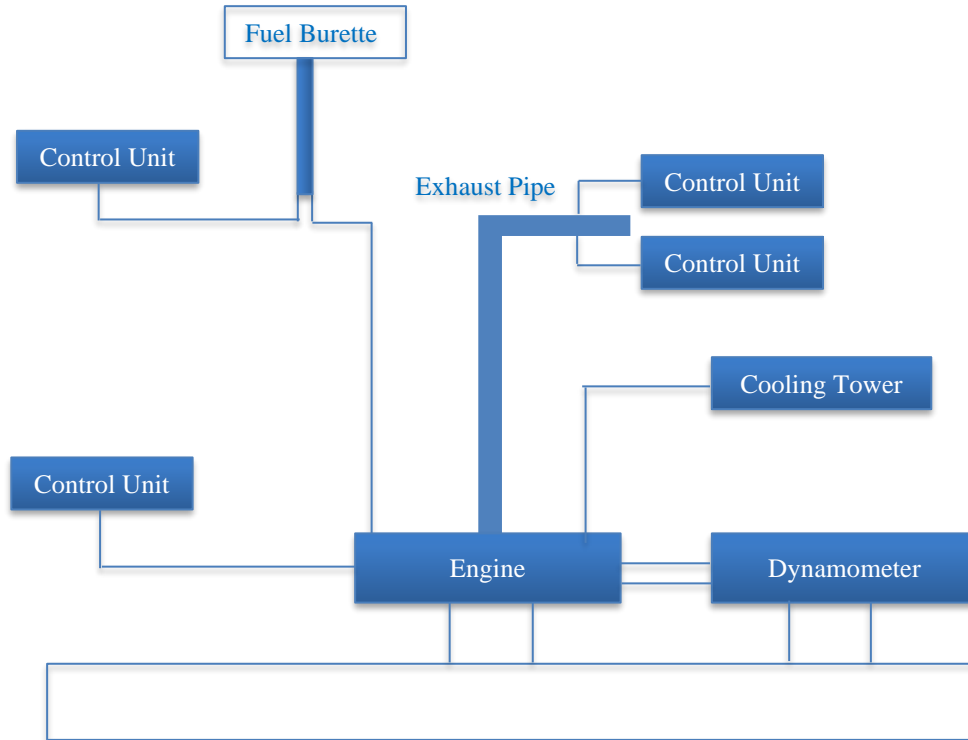 Fuel Burette
Control Unit
Exhaust Pipe
Control Unit
Control Unit
Cooling Tower
Control Unit
Engine
Dynamometer